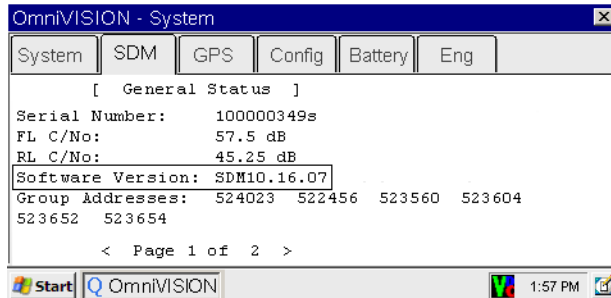 OmniVISION - System
System SDM GPS Config Battery Eng
[ General Status ]
Serial Number: 100000349s
FL C/No: 57.5 dB
RL C/No: 45.25 dB
Software Version: SDM10.16.07
Group Addresses: 524023 522456 523560 523604
523652 523654
< Page 1 of 2 >
Start OmniVISION 1:57 PM